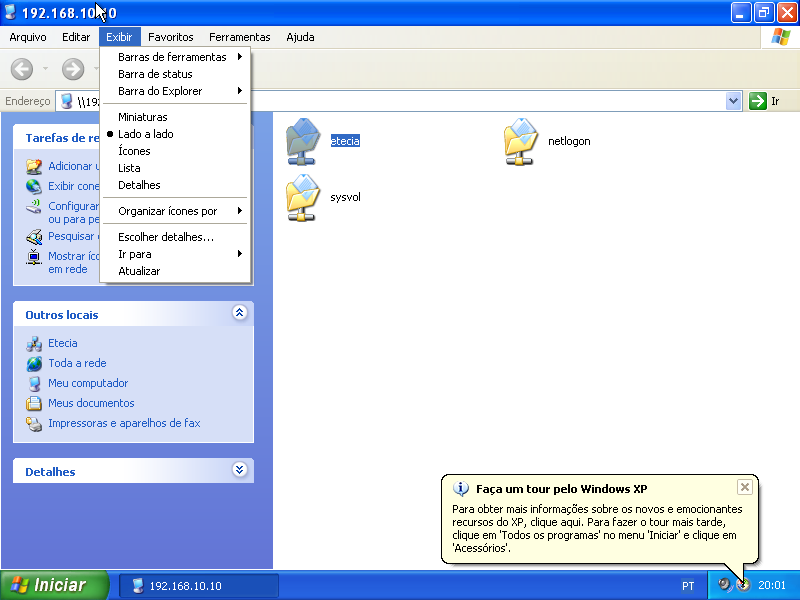 192.168.10.10
Arquivo Editar Exibir Favoritos Ferramentas Ajuda
Endereço \\192 Ir
Barras de ferramentas
Barra de status
Barra do Explorer
Miniaturas
Lado a lado
Ícones
Lista
Detalhes
Organizar ícones por
Escolher detalhes...
Ir para
Atualizar
Tarefas de re
Adicionar
Exibir cone
Configurar
ou para pe
Pesquisar
Mostrar íco
em rede
Outros locais
Etecia
Toda a rede
Meu computador
Meus documentos
Impressoras e aparelhos de fax
Detalhes
etecia
netlogon
sysvol
Faça um tour pelo Windows XP
Para obter mais informações sobre os novos e emocionantes
recursos do XP, clique aqui. Para fazer o tour mais tarde,
clique em 'Todos os programas' no menu 'Iniciar' e clique em
'Acessórios'.
Iniciar 192.168.10.10 PT 20:01